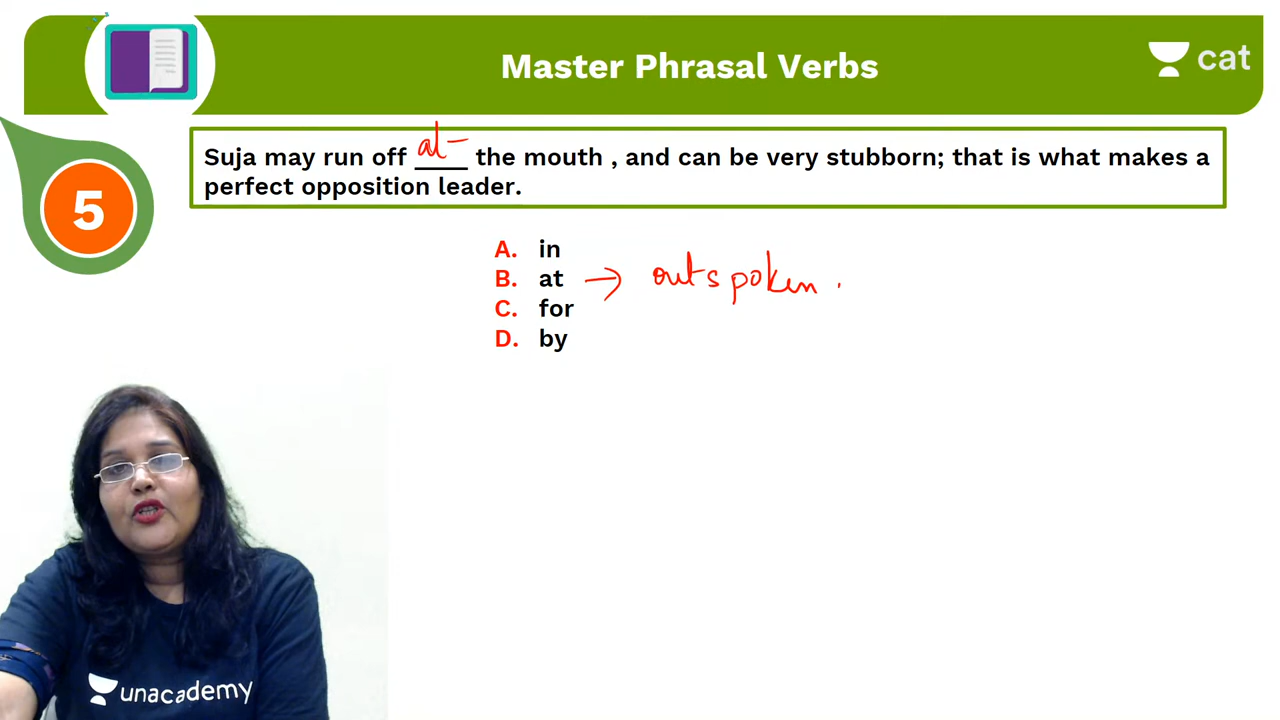 Master Phrasal Verbs
cat
5
Suja may run off at the mouth , and can be very stubborn; that is what makes a
perfect opposition leader.
A. in
B. at → outspoken .
C. for
D. by
unacademy